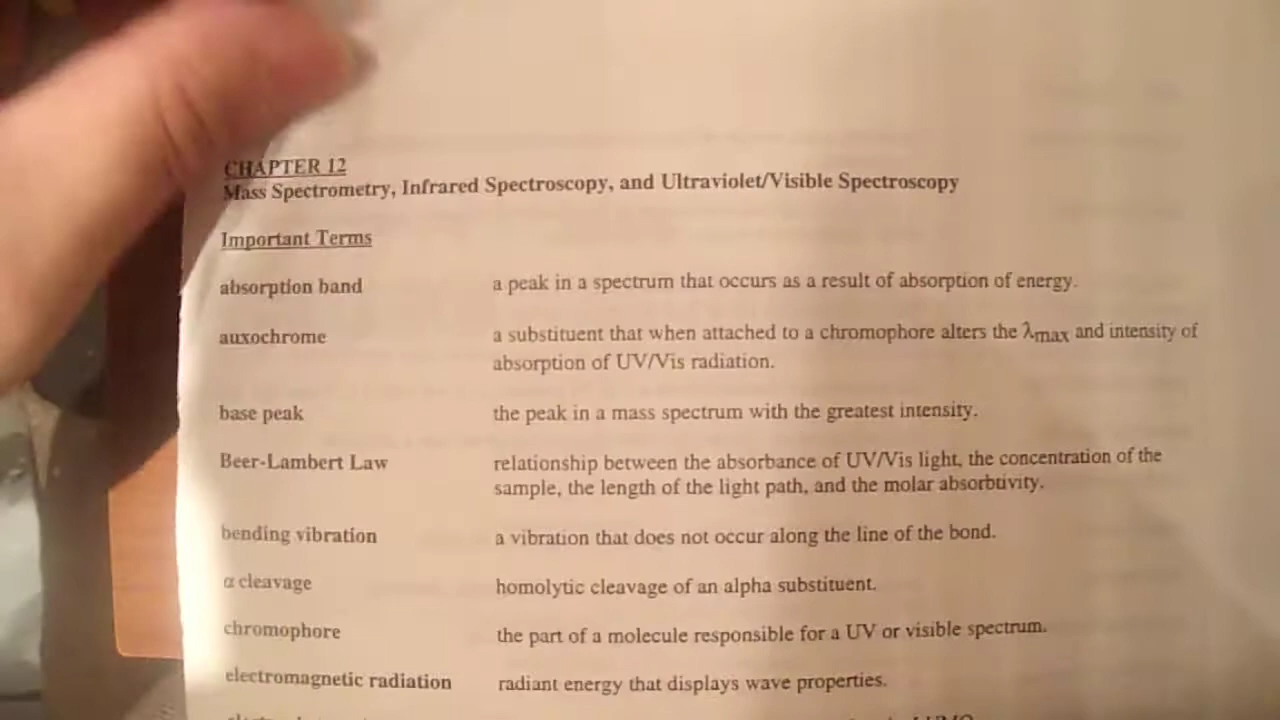 CHAPTER 12
Mass Spectrometry, Infrared Spectroscopy, and Ultraviolet/Visible Spectroscopy
Important Terms
absorption band a peak in a spectrum that occurs as a result of absorption of energy.
auxochrome a substituent that when attached to a chromophore alters the λmax and intensity of
absorption of UV/Vis radiation.
base peak the peak in a mass spectrum with the greatest intensity.
Beer-Lambert Law relationship between the absorbance of UV/Vis light, the concentration of the
sample, the length of the light path, and the molar absorbtivity.
bending vibration a vibration that does not occur along the line of the bond.
α cleavage homolytic cleavage of an alpha substituent.
chromophore the part of a molecule responsible for a UV or visible spectrum.
electromagnetic radiation radiant energy that displays wave properties.